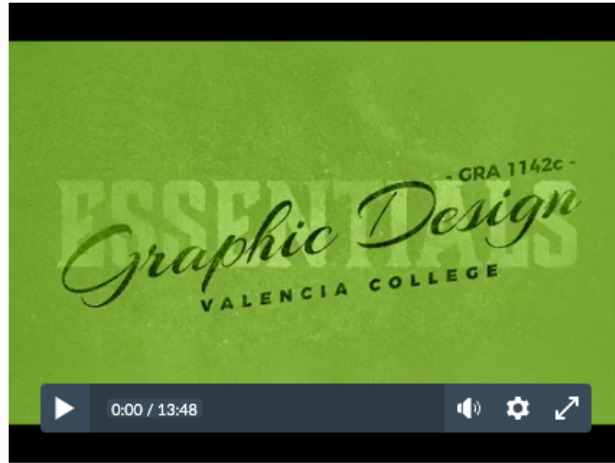 - GRA 1142c -
ESSENTIALS
Graphic Design
VALENCIA COLLEGE
0:00 / 13:48